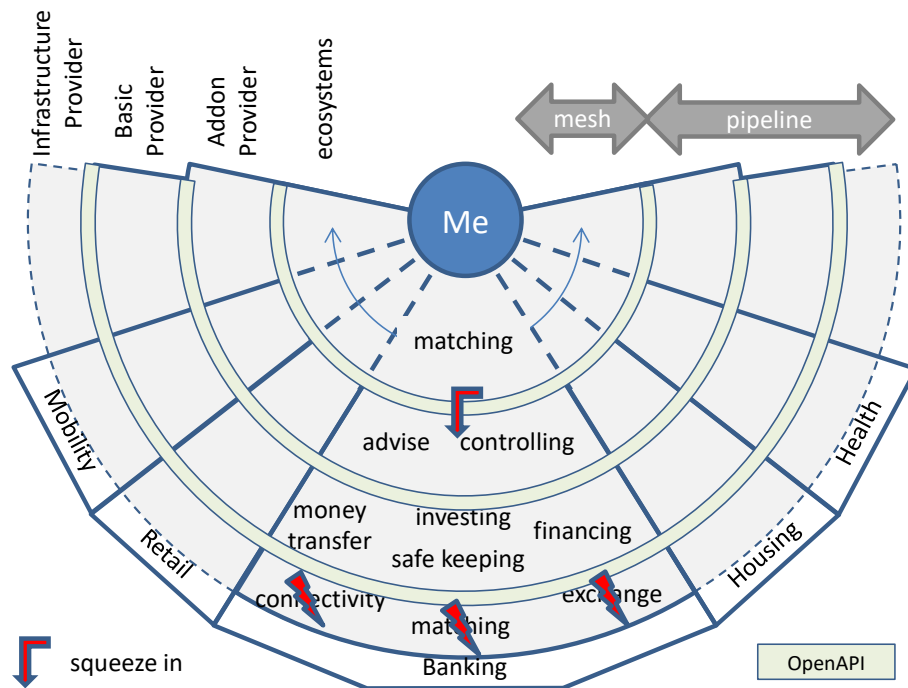 Infrastructure
Provider
Basic
Provider
Addon
Provider
ecosystems
mesh
pipeline
Me
matching
advise
controlling
money
transfer
investing
financing
safe keeping
connectivity
matching
exchange
Mobility
Retail
Banking
Housing
Health
squeeze in
OpenAPI